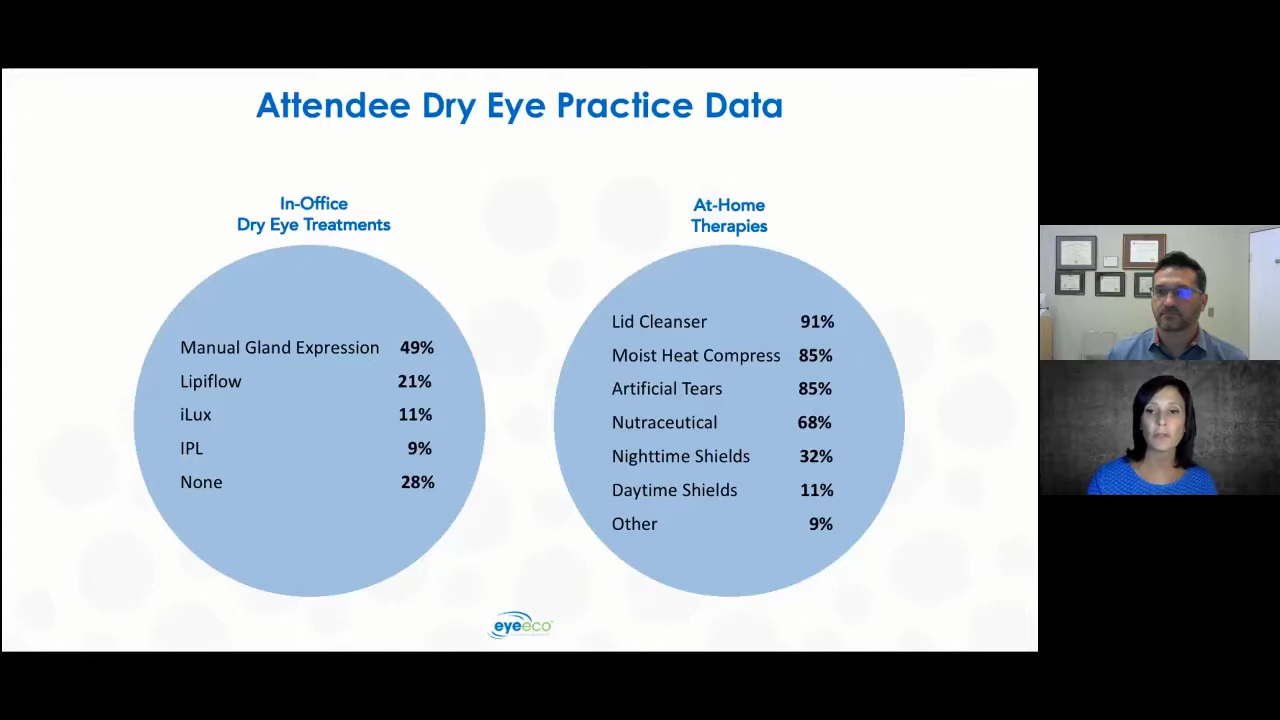 Attendee Dry Eye Practice Data
In-Office
Dry Eye Treatments
Manual Gland Expression 49%
Lipiflow 21%
iLux 11%
IPL 9%
None 28%
At-Home
Therapies
Lid Cleanser 91%
Moist Heat Compress 85%
Artificial Tears 85%
Nutraceutical 68%
Nighttime Shields 32%
Daytime Shields 11%
Other 9%
eyeeco